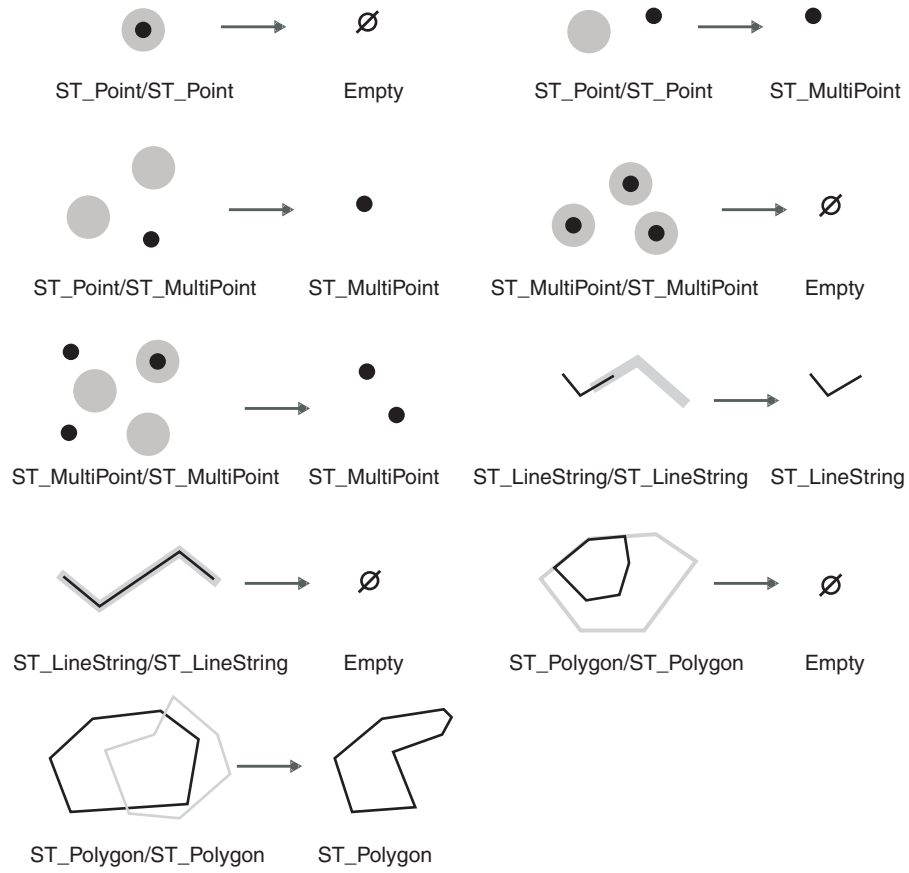 ST_Point/ST_Point Empty ST_Point/ST_Point ST_MultiPoint
ST_Point/ST_MultiPoint ST_MultiPoint ST_MultiPoint/ST_MultiPoint Empty
ST_MultiPoint/ST_MultiPoint ST_MultiPoint ST_LineString/ST_LineString ST_LineString
ST_LineString/ST_LineString Empty ST_Polygon/ST_Polygon Empty
ST_Polygon/ST_Polygon ST_Polygon